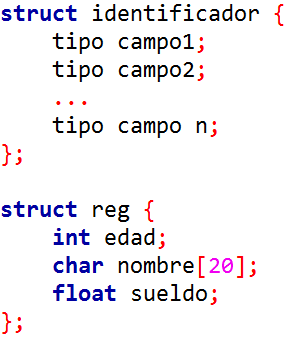 struct identificador {
    tipo campo1;
    tipo campo2;
    ...
    tipo campo n;
};

struct reg {
    int edad;
    char nombre[20];
    float sueldo;
};